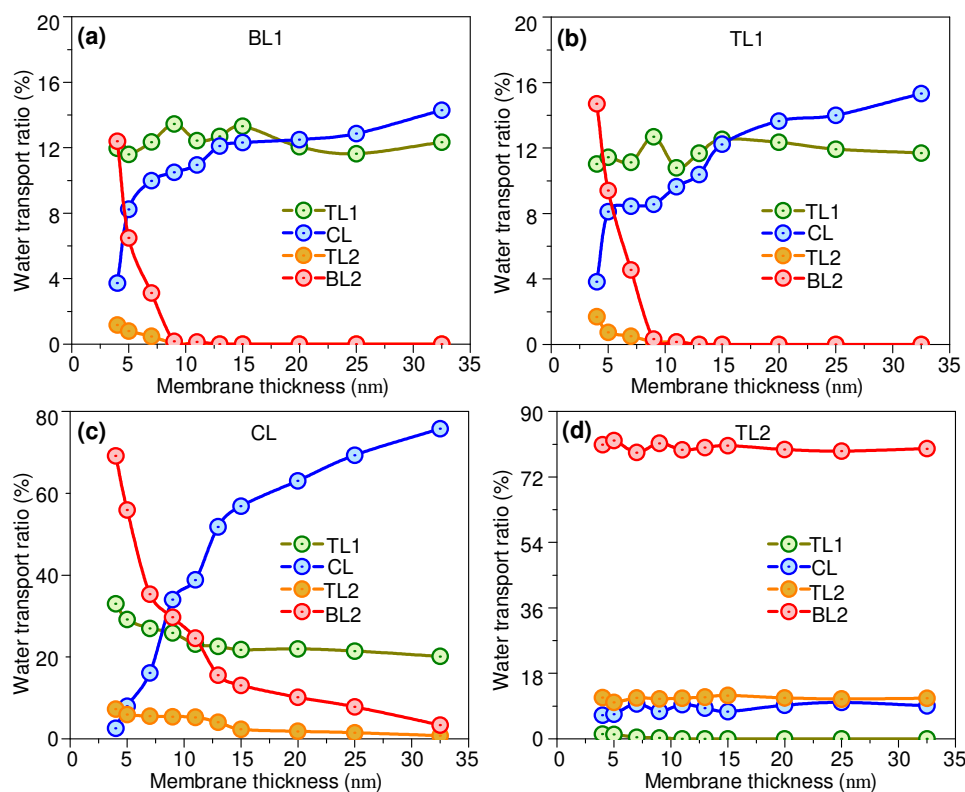 (a) BL1
Water transport ratio (%)
20
16
12
8
4
0
TL1
CL
TL2
BL2
0 5 10 15 20 25 30 35
Membrane thickness (nm)
(b) TL1
Water transport ratio (%)
20
16
12
8
4
0
TL1
CL
TL2
BL2
0 5 10 15 20 25 30 35
Membrane thickness (nm)
(c) CL
Water transport ratio (%)
80
60
40
20
0
TL1
CL
TL2
BL2
0 5 10 15 20 25 30 35
Membrane thickness (nm)
(d) TL2
Water transport ratio (%)
90
72
54
36
18
0
TL1
CL
TL2
BL2
0 5 10 15 20 25 30 35
Membrane thickness (nm)